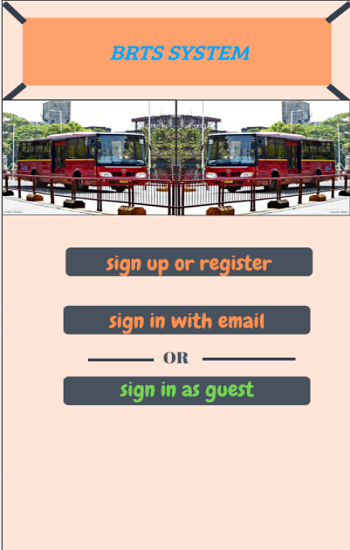 BRTS SYSTEM
sign up or register
sign in with email
OR
sign in as guest